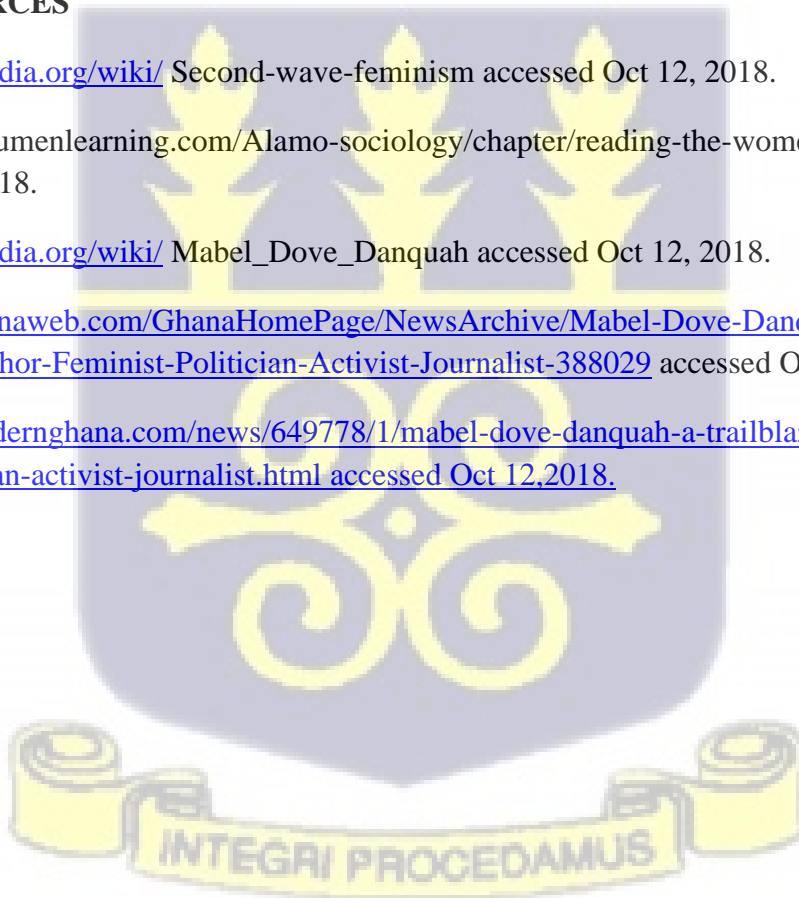 RCES
dia.org/wiki/ Second-wave-feminism accessed Oct 12, 2018.
umenlearning.com/Alamo-sociology/chapter/reading-the-wome
18.
dia.org/wiki/ Mabel_Dove_Danquah accessed Oct 12, 2018.
naweb.com/GhanaHomePage/NewsArchive/Mabel-Dove-Danq
hor-Feminist-Politician-Activist-Journalist-388029 accessed O
dernghana.com/news/649778/1/mabel-dove-danquah-a-trailbla
an-activist-journalist.html accessed Oct 12,2018.
INTEGRI PROCEDAMUS